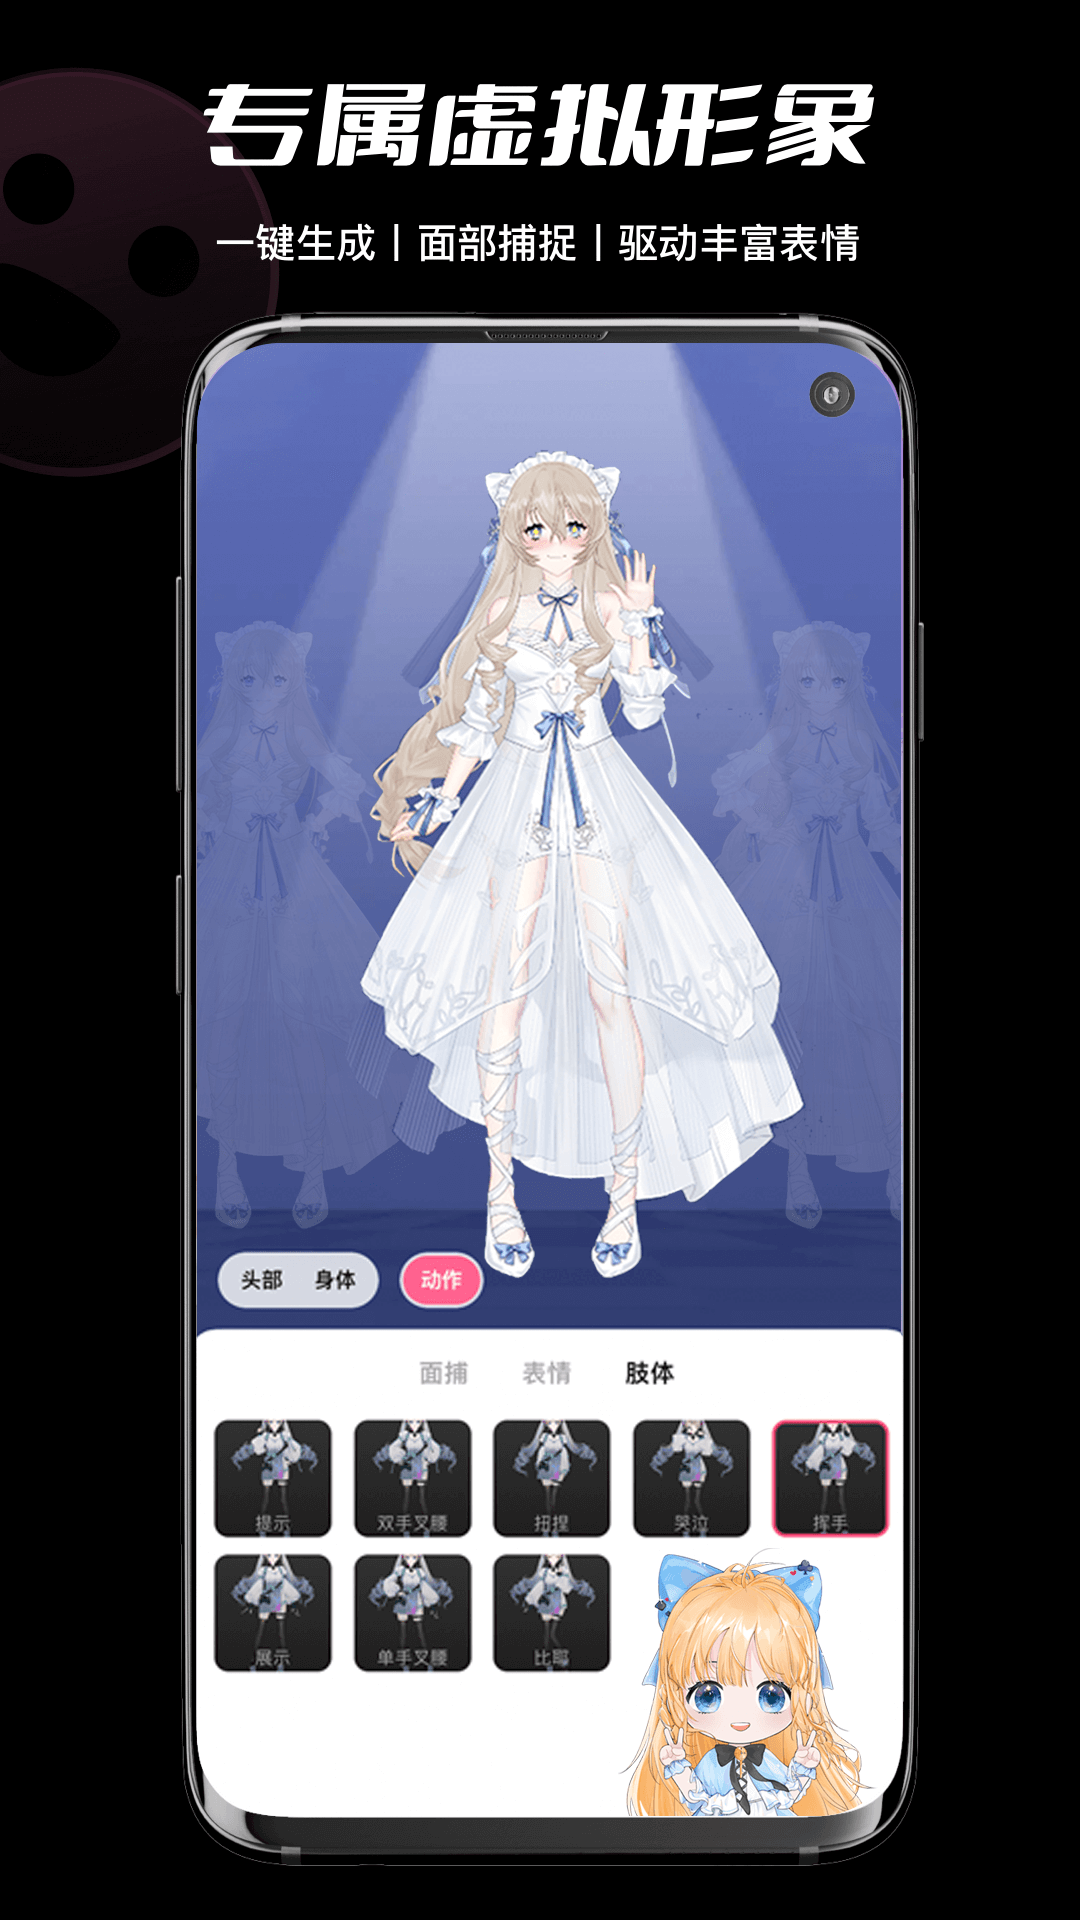 专属虚拟形象
一键生成丨面部捕捉丨驱动丰富表情
头部 身体 动作
面捕 表情 肢体
提示 双手叉腰 扭捏 哭泣 挥手
展示 单手叉腰 比耶